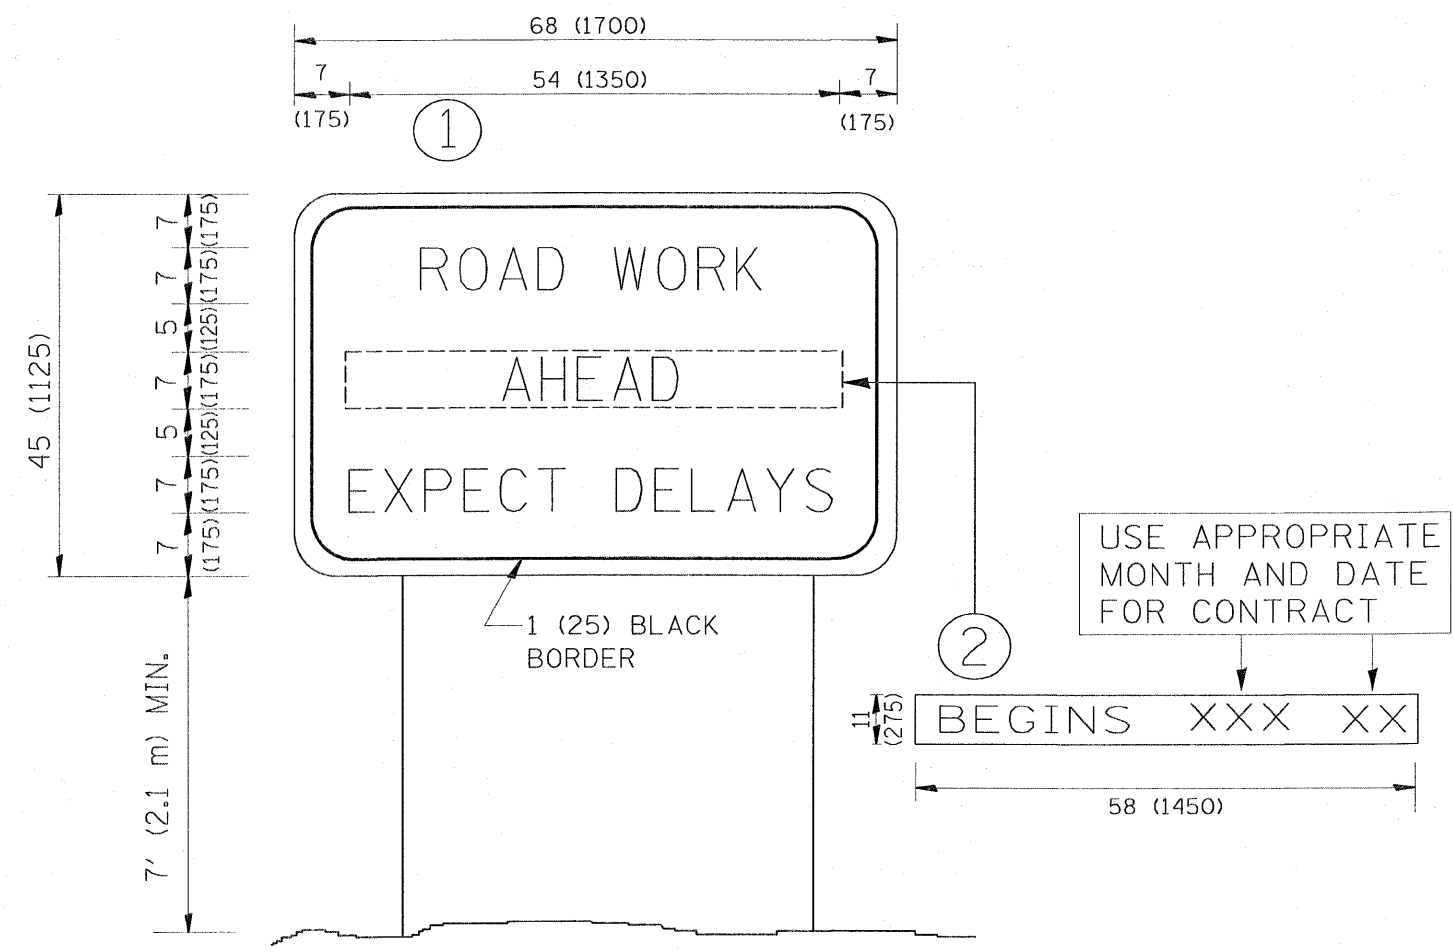 68 (1700)
7 54 (1350) 7
(175) (175)
1
7 (175)
7 (175)
5 (125)
7 (175)
5 (125)
7 (175)
7 (175)
45 (1125)
ROAD WORK
AHEAD
EXPECT DELAYS
1 (25) BLACK
BORDER
7' (2.1 m) MIN.
2
USE APPROPRIATE
MONTH AND DATE
FOR CONTRACT
11
(275)
BEGINS XXX XX
58 (1450)